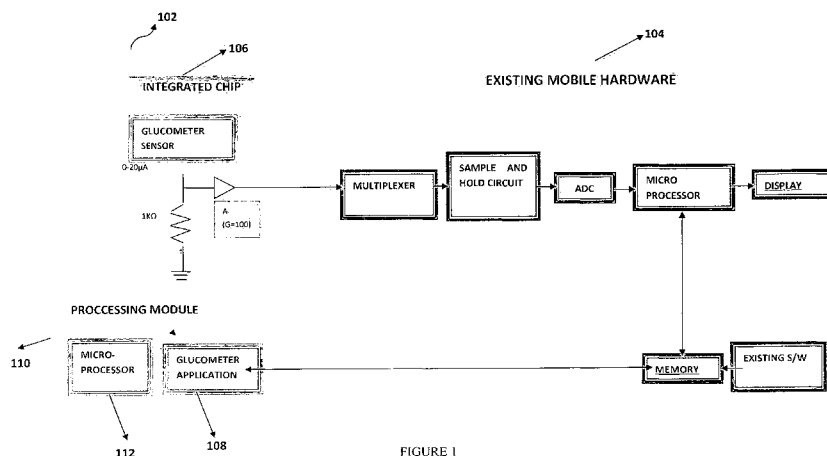 102
106
104
INTEGRATED CHIP
EXISTING MOBILE HARDWARE
GLUCOMETER
SENSOR
0-20µA
MULTIPLEXER
SAMPLE AND
HOLD CIRCUIT
ADC
MICRO
PROCESSOR
DISPLAY
1KΩ
A-
(G=100)
PROCCESSING MODULE
110
MICRO-
PROCESSOR
GLUCOMETER
APPLICATION
MEMORY
EXISTING S/W
112
108
FIGURE 1